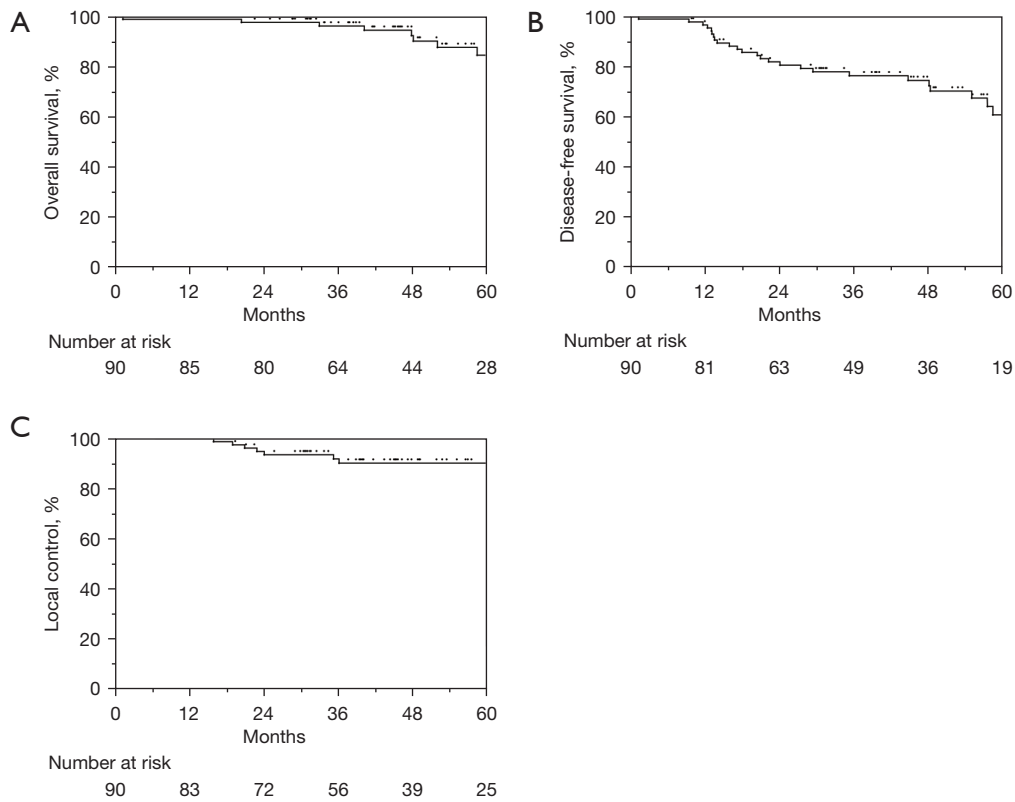 A
Overall survival, %
100
80
60
40
20
0
0 12 24 36 48 60
Months
Number at risk
90 85 80 64 44 28
B
Disease-free survival, %
100
80
60
40
20
0
0 12 24 36 48 60
Months
Number at risk
90 81 63 49 36 19
C
Local control, %
100
80
60
40
20
0
0 12 24 36 48 60
Months
Number at risk
90 83 72 56 39 25